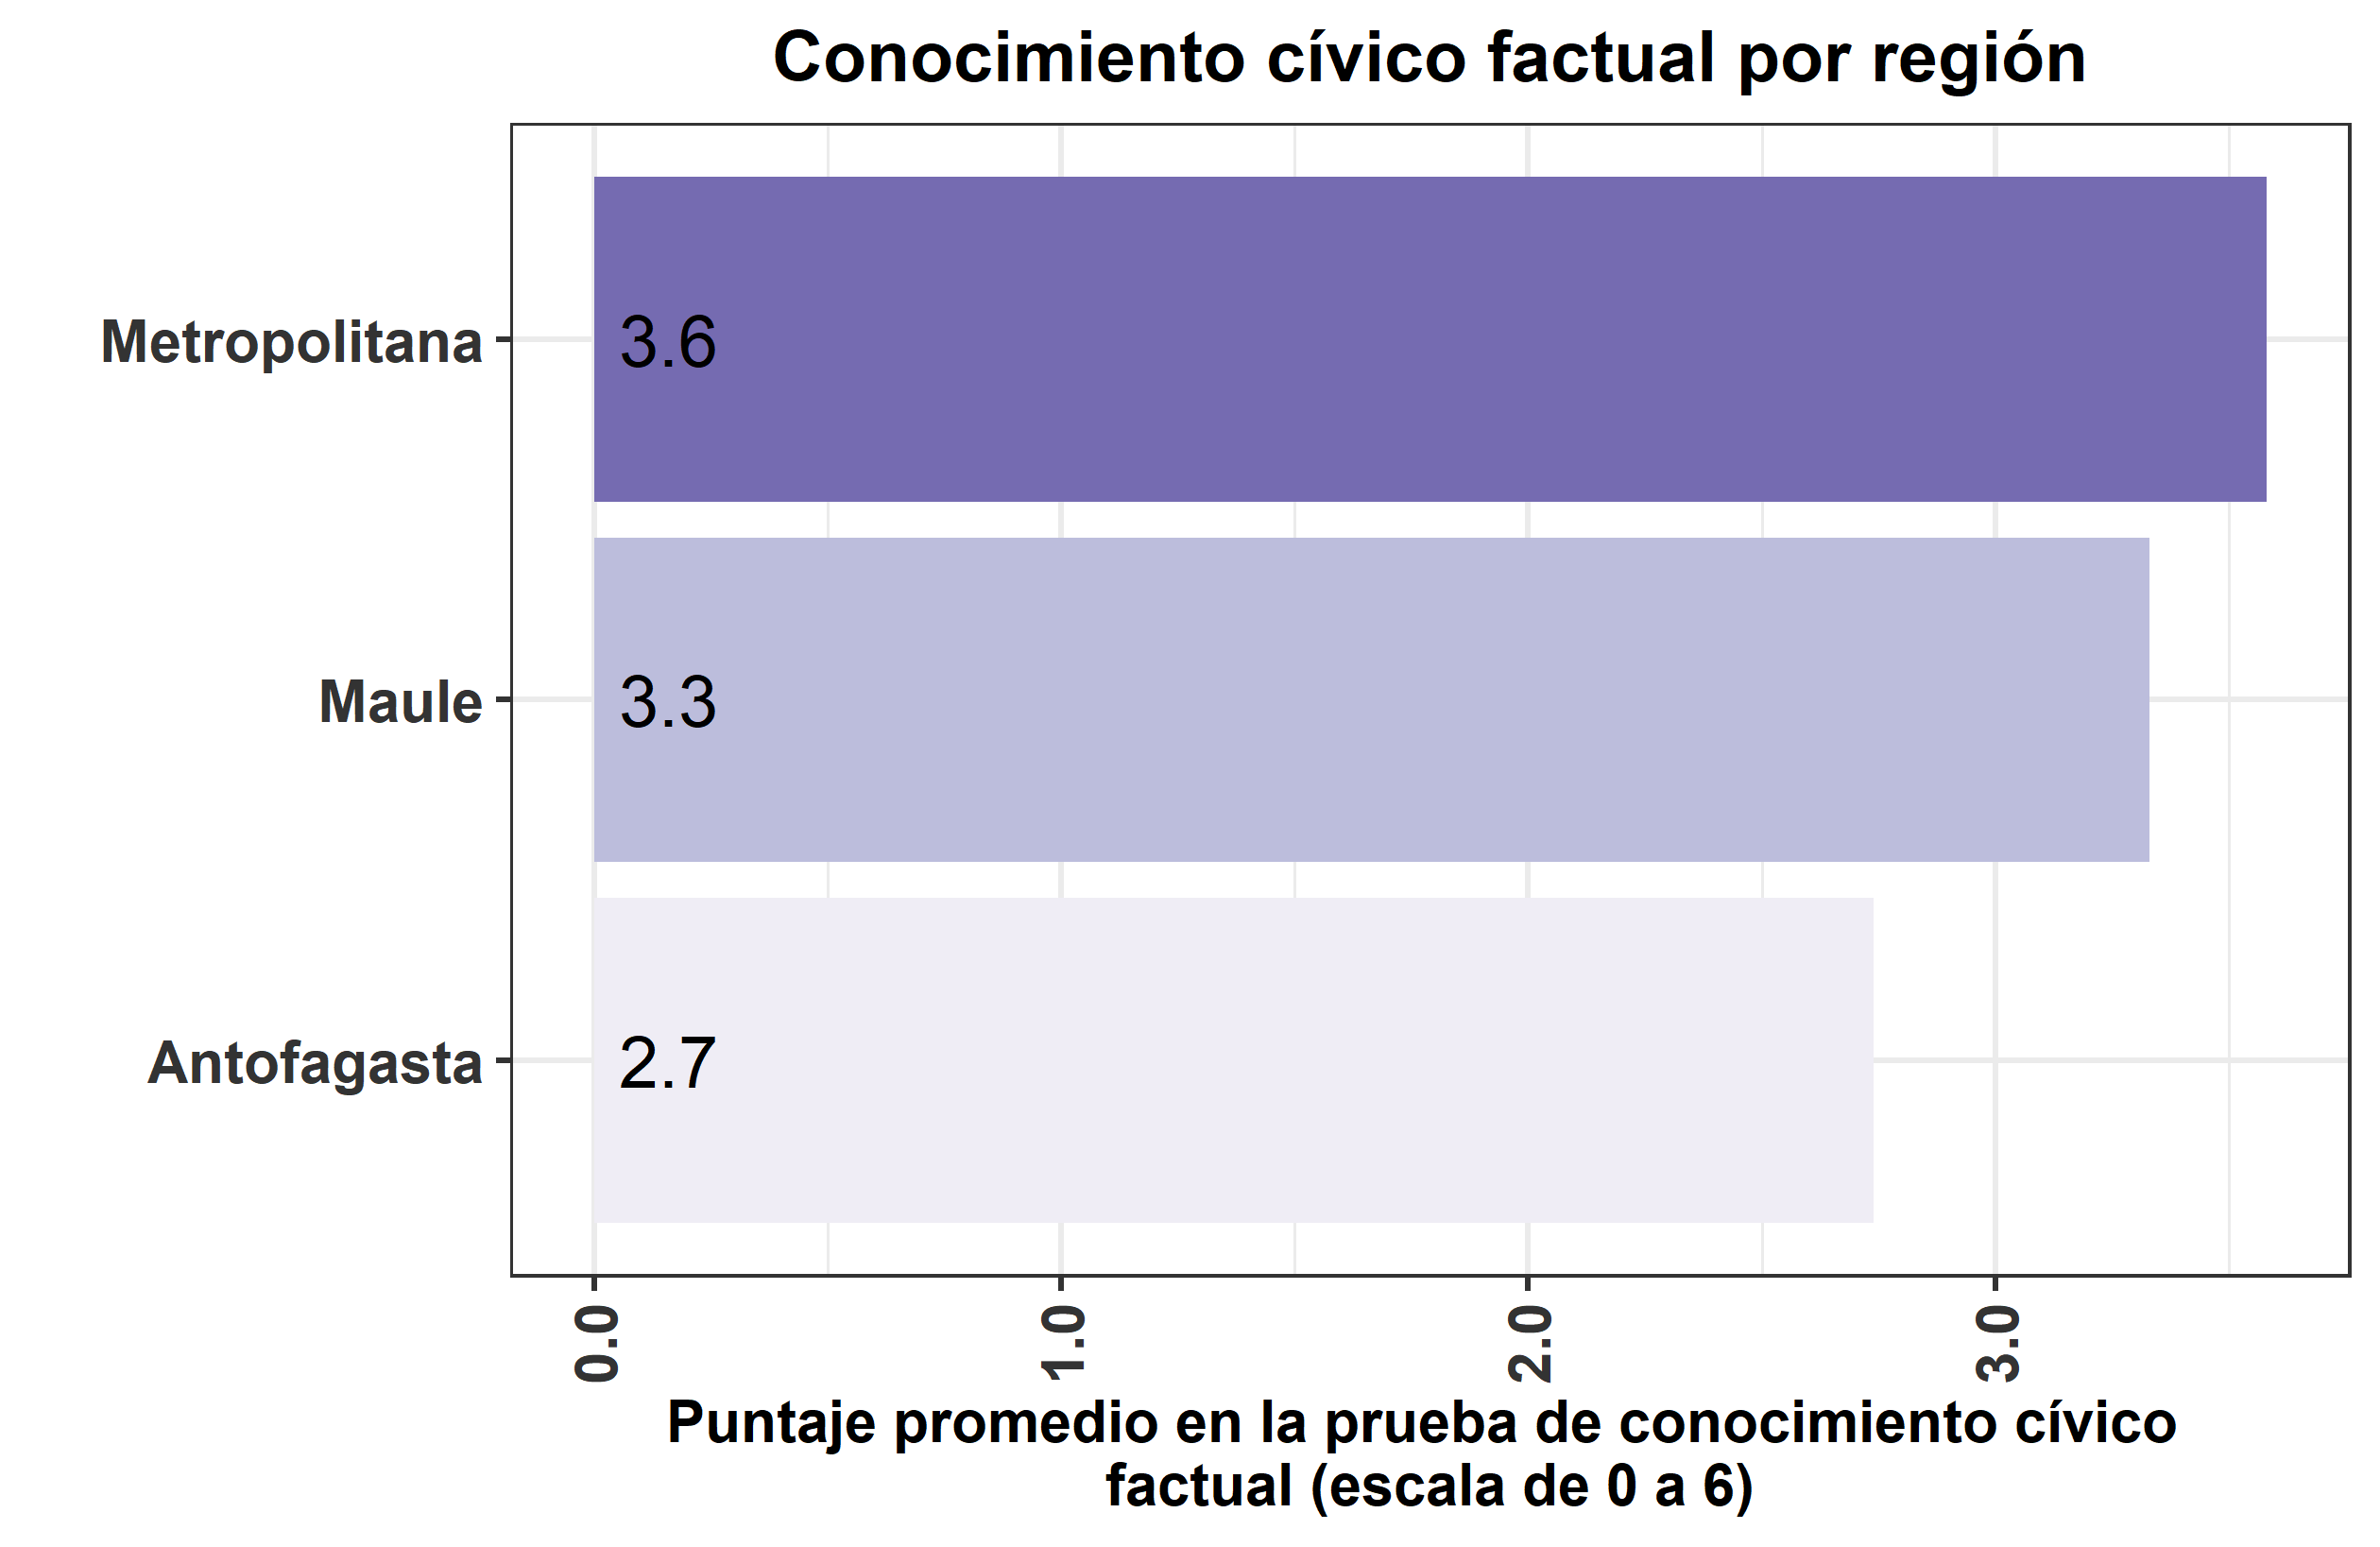 Conocimiento cívico factual por región
Metropolitana
3.6
Maule
3.3
Antofagasta
2.7
0.0
1.0
2.0
3.0
Puntaje promedio en la prueba de conocimiento cívico
factual (escala de 0 a 6)